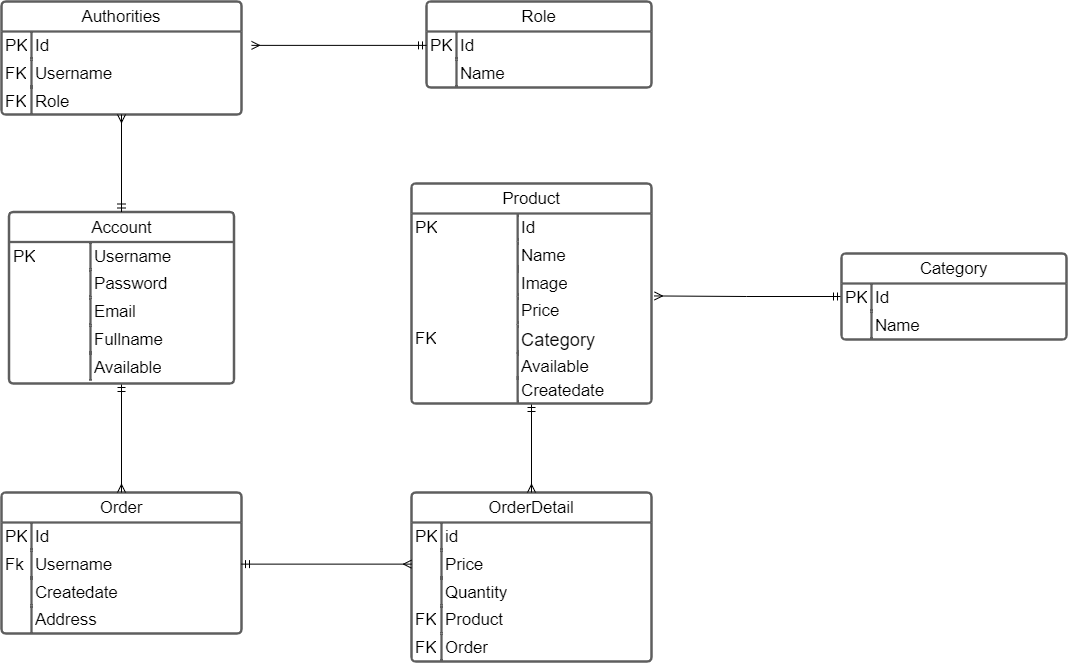 Authorities
PK Id
FK Username
FK Role
Role
PK Id
Name
Account
PK Username
Password
Email
Fullname
Available
Product
PK Id
Name
Image
Price
FK Category
Available
Createdate
Category
PK Id
Name
Order
PK Id
Fk Username
Createdate
Address
OrderDetail
PK id
Price
Quantity
FK Product
FK Order